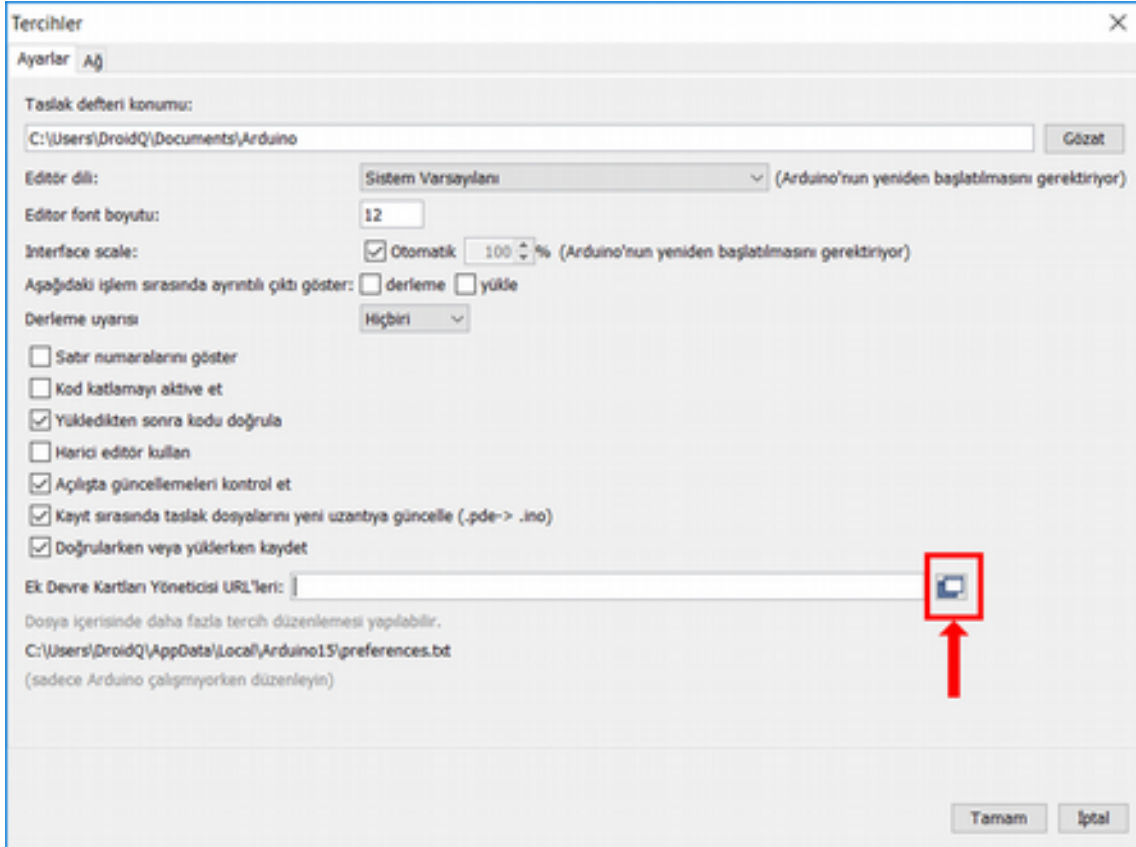 Tercihler
Ayarlar Ağ
Taslak defteri konumu:
C:\Users\DroidQ\Documents\Arduino Gözat
Editör dili: Sistem Varsayılanı (Arduino'nun yeniden başlatılmasını gerektiriyor)
Editor font boyutu: 12
Interface scale: Otomatik 100 % (Arduino'nun yeniden başlatılmasını gerektiriyor)
Aşağıdaki işlem sırasında ayrıntılı çıktı göster: derleme yükle
Derleme uyarısı Hiçbiri
Satır numaralarını göster
Kod katlamayı aktive et
Yükledikten sonra kodu doğrula
Harici editör kullan
Açılışta güncellemeleri kontrol et
Kayıt sırasında taslak dosyalarını yeni uzantıya güncelle (.pde-> .ino)
Doğrularken veya yüklerken kaydet
Ek Devre Kartları Yöneticisi URL'leri:
Dosya içerisinde daha fazla tercih düzenlemesi yapılabilir.
C:\Users\DroidQ\AppData\Local\Arduino15\preferences.txt
(sadece Arduino çalışmıyorken düzenleyin)
Tamam İptal